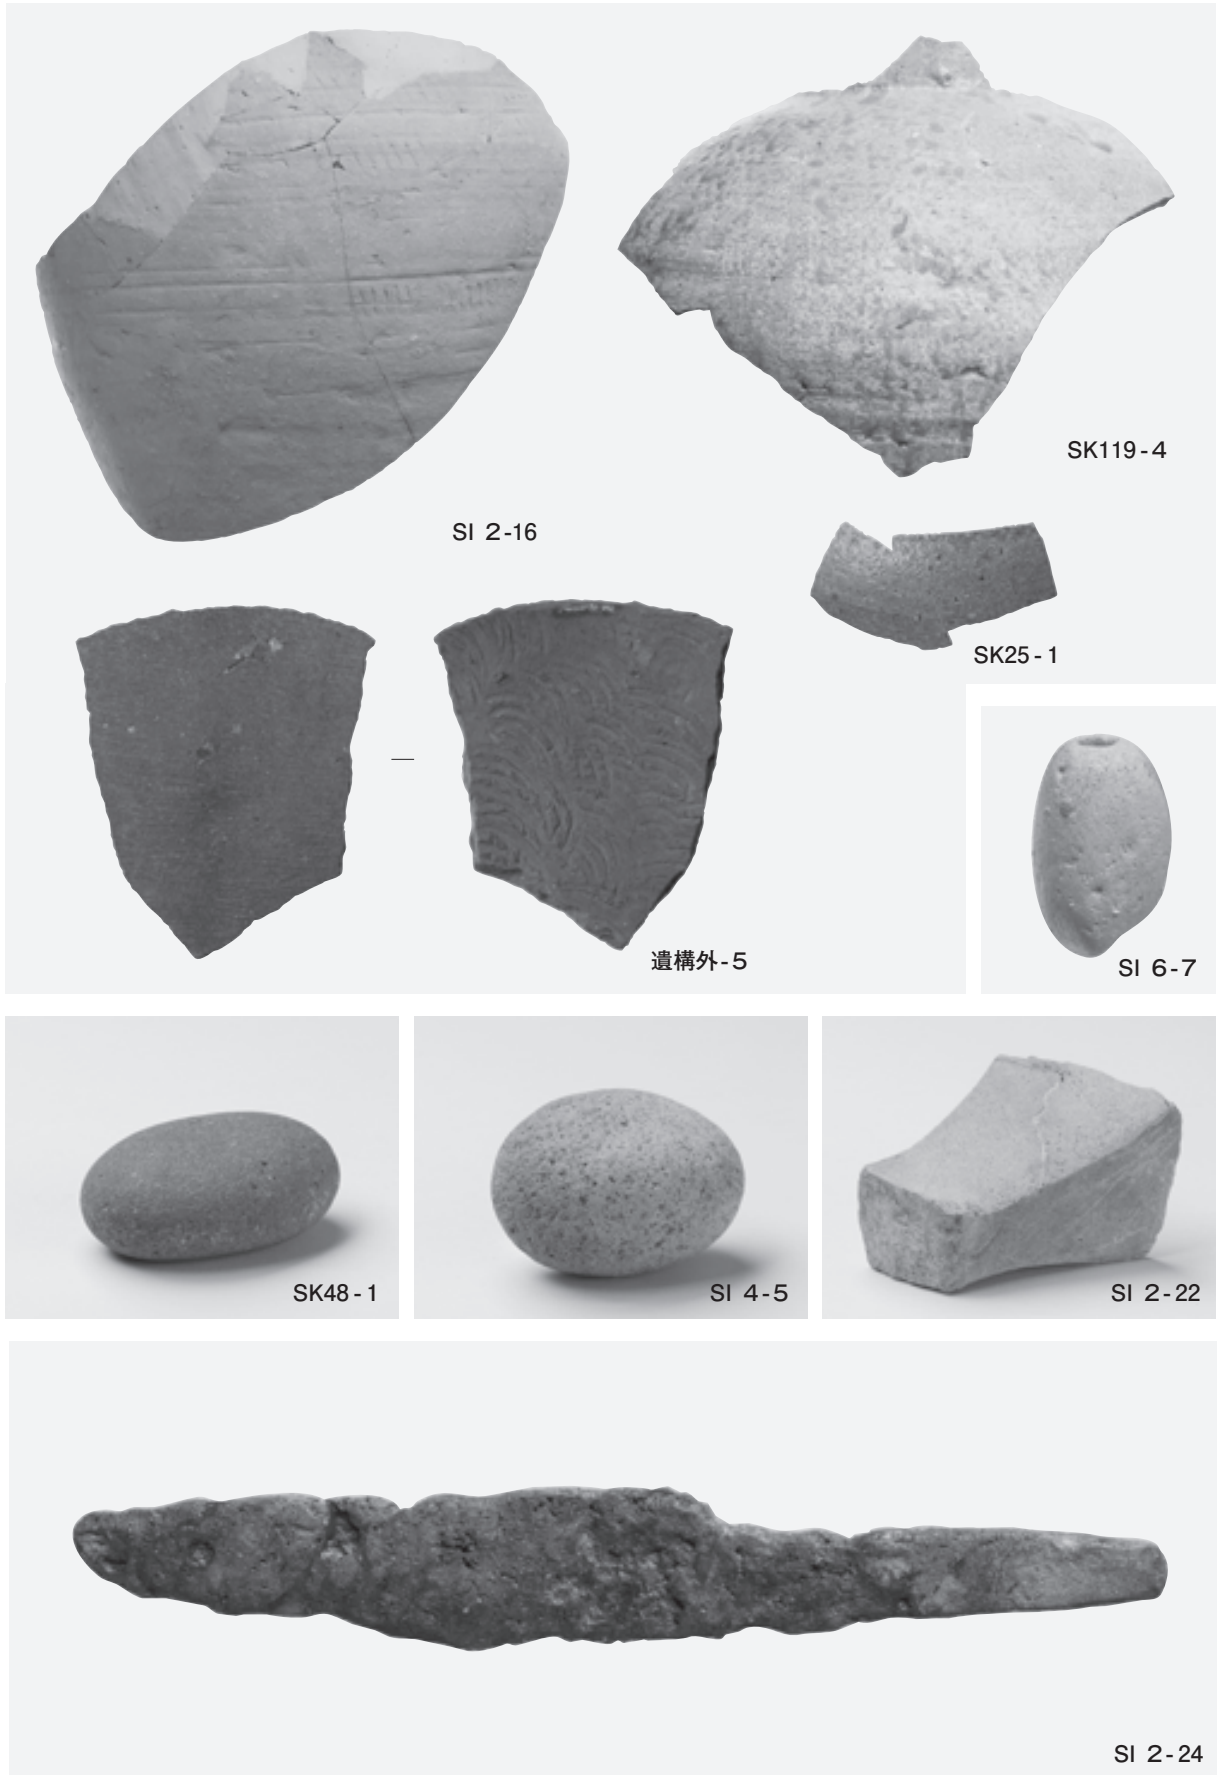 SK119-4
SI 2-16
SK25-1
遺構外-5
SI 6-7
SK48-1
SI 4-5
SI 2-22
SI 2-24